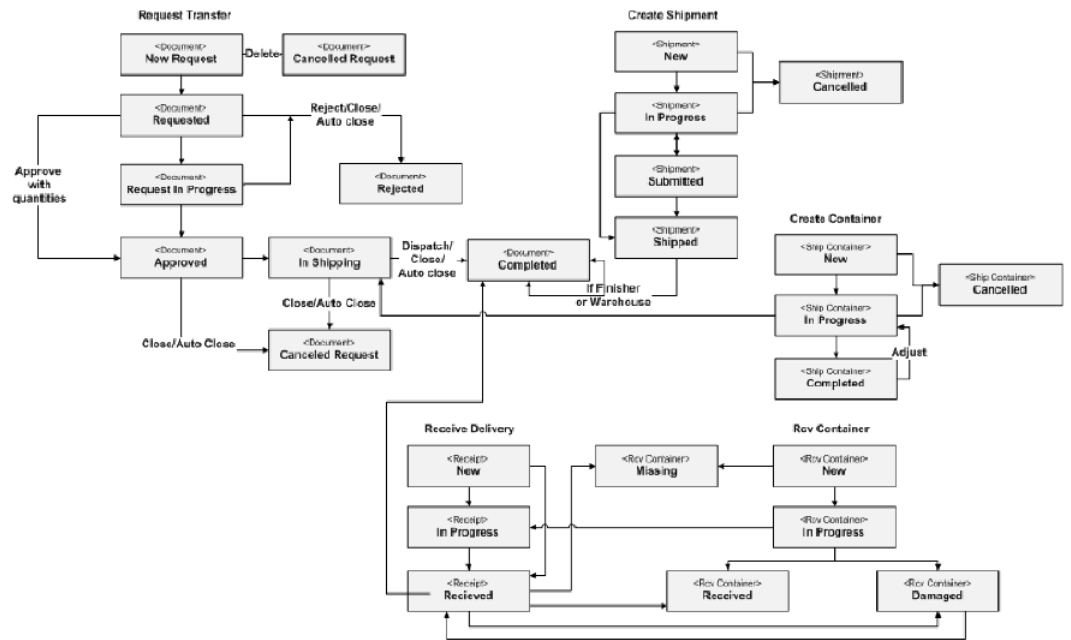 Request Transfer
<Document>
New Request
Delete
<Document>
Cancelled Request
<Document>
Requested
Reject/Close/
Auto close
Approve
with
quantities
<Document>
Request In Progress
<Document>
Rejected
<Document>
Approved
<Document>
In Shipping
Dispatch/
Close/
Auto close
<Document>
Completed
If Finisher
or Warehouse
Close/Auto Close
Close/Auto Close
<Document>
Canceled Request
Create Shipment
<Shipment>
New
<Shipment>
Cancelled
<Shipment>
In Progress
<Shipment>
Submitted
<Shipment>
Shipped
Create Container
<Ship Container>
New
<Ship Container>
Cancelled
<Ship Container>
In Progress
Adjust
<Ship Container>
Completed
Receive Delivery
<Receipt>
New
<Receipt>
In Progress
<Receipt>
Recieved
Rcv Container
<Rcv Container>
Missing
<Rcv Container>
New
<Rcv Container>
In Progress
<Rcv Container>
Received
<Rcv Container>
Damaged